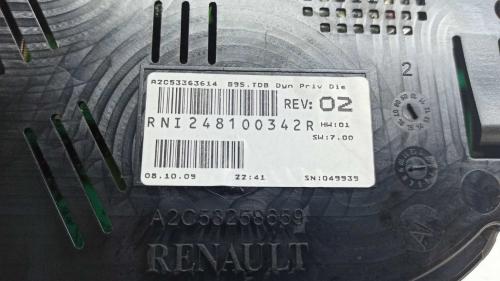 2
A2C53363614 B95.TDB Dyn Priv Die
REV: 02
RNI248100342R HW:01
SW:7.00
08.10.09 22:41 SN:049939
A2C53258859
RENAULT